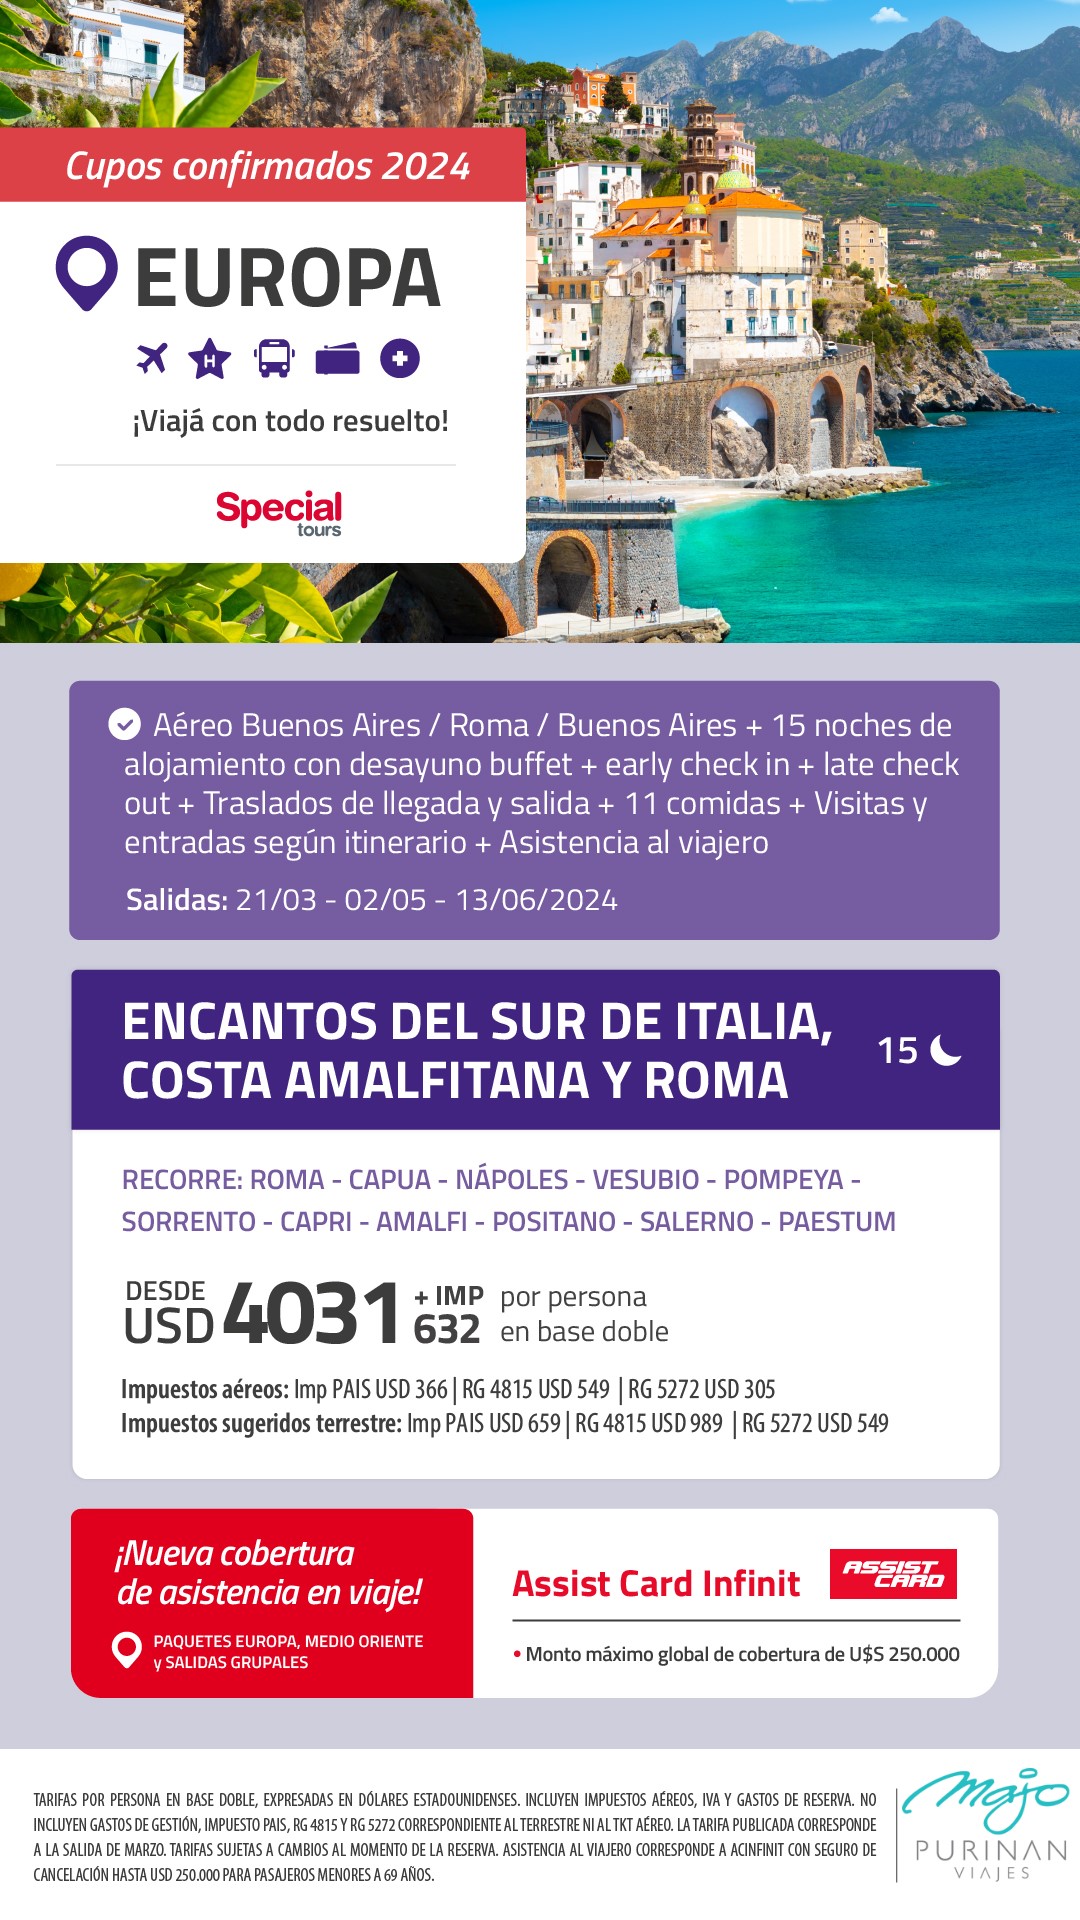 Cupos confirmados 2024
EUROPA
H
¡Viajá con todo resuelto!
Special
tours
Aéreo Buenos Aires / Roma / Buenos Aires + 15 noches de
alojamiento con desayuno buffet + early check in + late check
out + Traslados de llegada y salida + 11 comidas + Visitas y
entradas según itinerario + Asistencia al viajero
Salidas: 21/03 - 02/05 - 13/06/2024
ENCANTOS DEL SUR DE ITALIA,
COSTA AMALFITANA Y ROMA
15
RECORRE: ROMA - CAPUA - NÁPOLES - VESUBIO - POMPEYA -
SORRENTO - CAPRI - AMALFI - POSITANO - SALERNO - PAESTUM
DESDE
USD 4031 + IMP 632 por persona
en base doble
Impuestos aéreos: Imp PAIS USD 366 | RG 4815 USD 549 | RG 5272 USD 305
Impuestos sugeridos terrestre: Imp PAIS USD 659 | RG 4815 USD 989 | RG 5272 USD 549
¡Nueva cobertura
de asistencia en viaje!
PAQUETES EUROPA, MEDIO ORIENTE
y SALIDAS GRUPALES
Assist Card Infinit
ASSIST
CARD
• Monto máximo global de cobertura de U$S 250.000
TARIFAS POR PERSONA EN BASE DOBLE, EXPRESADAS EN DÓLARES ESTADOUNIDENSES. INCLUYEN IMPUESTOS AÉREOS, IVA Y GASTOS DE RESERVA. NO
INCLUYEN GASTOS DE GESTIÓN, IMPUESTO PAIS, RG 4815 Y RG 5272 CORRESPONDIENTE AL TERRESTRE NI AL TKT AÉREO. LA TARIFA PUBLICADA CORRESPONDE
A LA SALIDA DE MARZO. TARIFAS SUJETAS A CAMBIOS AL MOMENTO DE LA RESERVA. ASISTENCIA AL VIAJERO CORRESPONDE A ACINFINIT CON SEGURO DE
CANCELACIÓN HASTA USD 250.000 PARA PASAJEROS MENORES A 69 AÑOS.
Majo
PURINAN
VIAJES